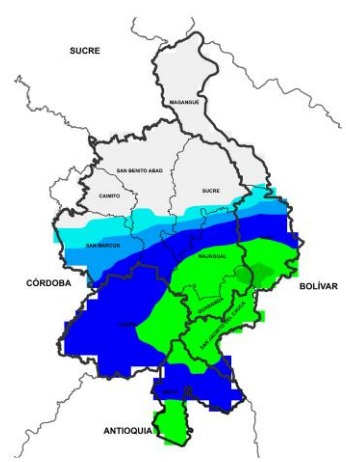 SUCRE
MAGANGUÉ
SAN BENITO ABAD
CAIMITO
SUCRE
SAN MARCOS
MAJAGUAL
CÓRDOBA
BOLÍVAR
GUARANDA
SAN JACINTO DEL CAUCA
ANTIOQUIA